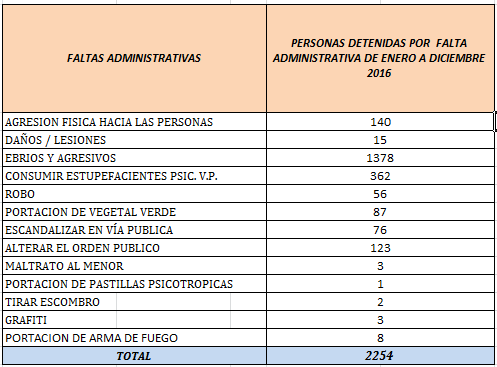 FALTAS ADMINISTRATIVAS
PERSONAS DETENIDAS POR FALTA
ADMINISTRATIVA DE ENERO A DICIEMBRE
2016
AGRESION FISICA HACIA LAS PERSONAS 140
DAÑOS / LESIONES 15
EBRIOS Y AGRESIVOS 1378
CONSUMIR ESTUPEFACIENTES PSIC. V.P. 362
ROBO 56
PORTACION DE VEGETAL VERDE 87
ESCANDALIZAR EN VÍA PUBLICA 76
ALTERAR EL ORDEN PUBLICO 123
MALTRATO AL MENOR 3
PORTACION DE PASTILLAS PSICOTROPICAS 1
TIRAR ESCOMBRO 2
GRAFITI 3
PORTACION DE ARMA DE FUEGO 8
TOTAL 2254